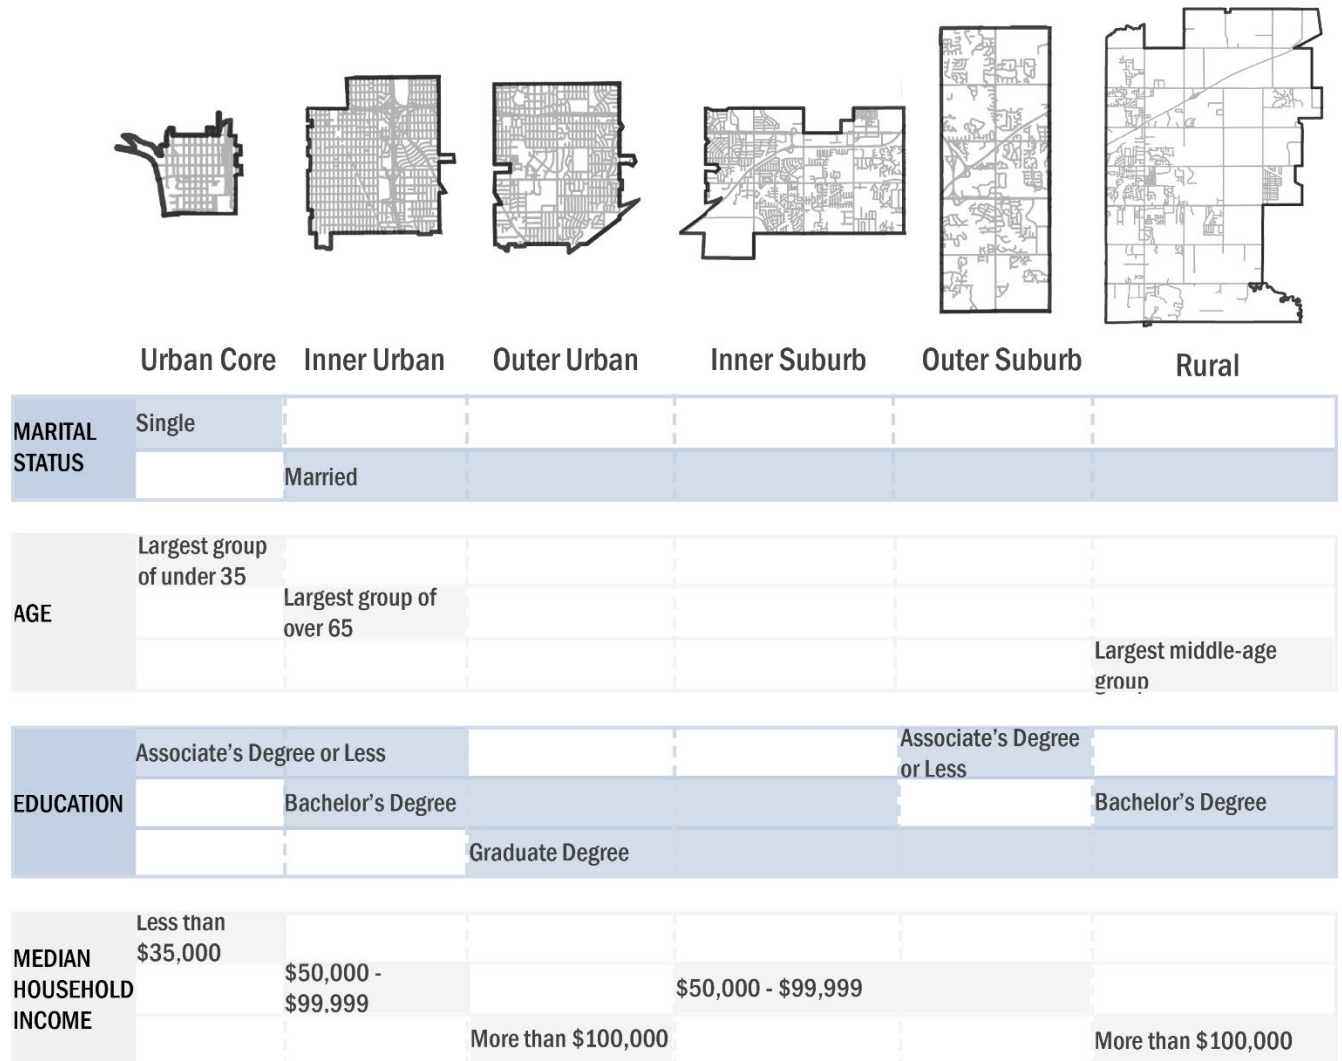 Urban Core
Inner Urban
Outer Urban
Inner Suburb
Outer Suburb
Rural
MARITAL
STATUS
Single
Married
AGE
Largest group
of under 35
Largest group of
over 65
Largest middle-age
group
EDUCATION
Associate's Degree or Less
Associate's Degree
or Less
Bachelor's Degree
Bachelor's Degree
Graduate Degree
MEDIAN
HOUSEHOLD
INCOME
Less than
$35,000
$50,000 -
$99,999
$50,000 - $99,999
More than $100,000
More than $100,000